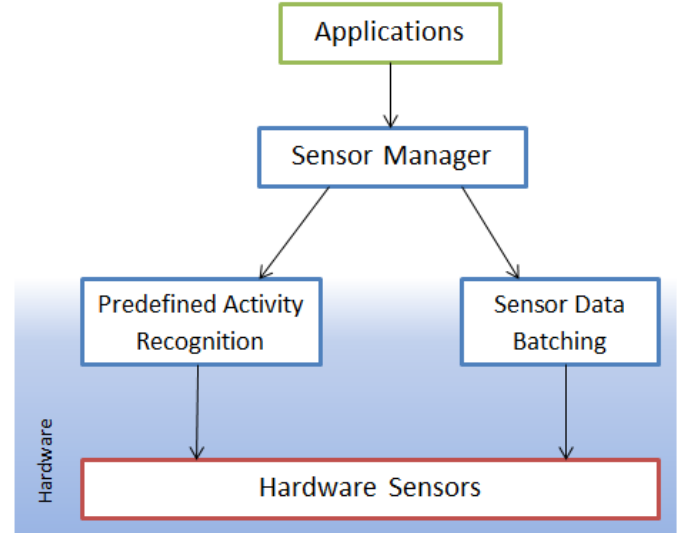 Applications
Sensor Manager
Predefined Activity
Recognition
Sensor Data
Batching
Hardware
Hardware Sensors